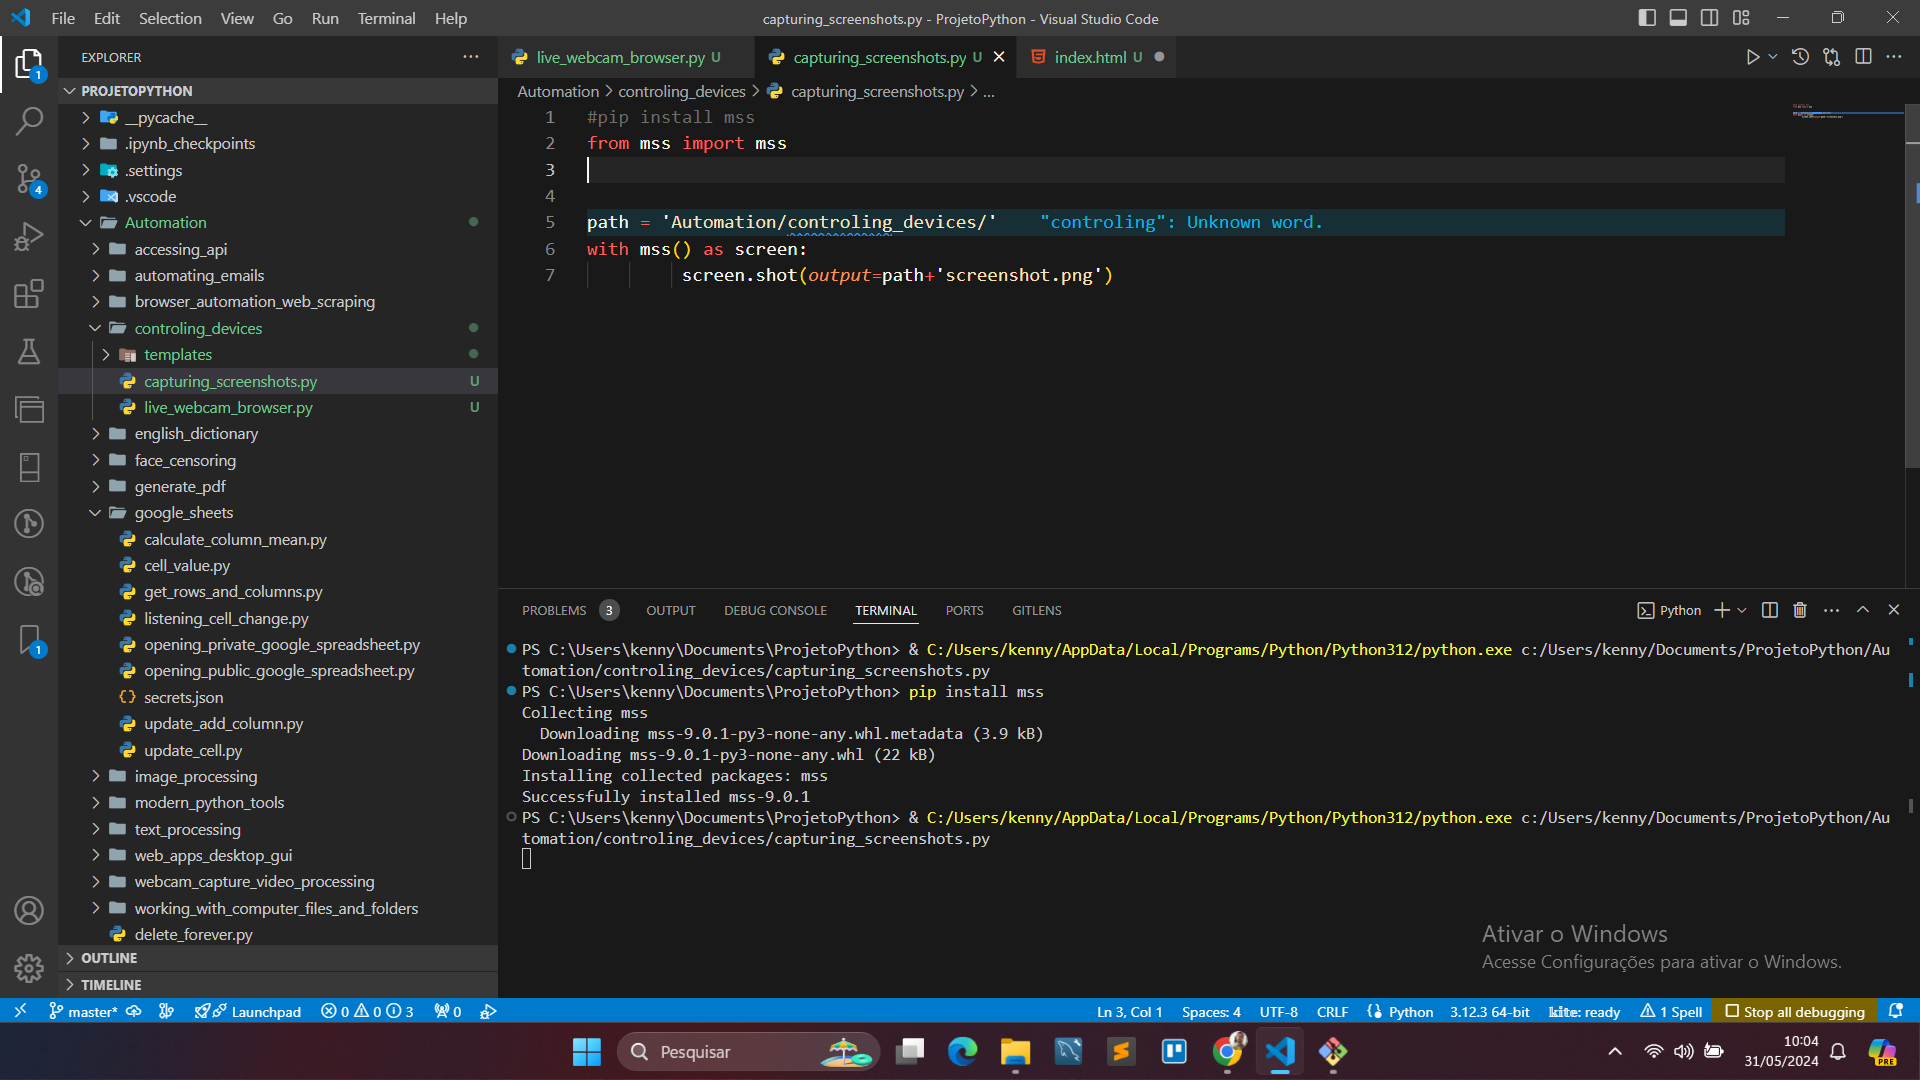 File Edit Selection View Go Run Terminal Help
capturing_screenshots.py - ProjetoPython - Visual Studio Code
EXPLORER
PROJETOPYTHON
__pycache__
.ipynb_checkpoints
.settings
.vscode
Automation
accessing_api
automating_emails
browser_automation_web_scraping
controling_devices
templates
capturing_screenshots.py U
live_webcam_browser.py U
english_dictionary
face_censoring
generate_pdf
google_sheets
calculate_column_mean.py
cell_value.py
get_rows_and_columns.py
listening_cell_change.py
opening_private_google_spreadsheet.py
opening_public_google_spreadsheet.py
secrets.json
update_add_column.py
update_cell.py
image_processing
modern_python_tools
text_processing
web_apps_desktop_gui
webcam_capture_video_processing
working_with_computer_files_and_folders
delete_forever.py
OUTLINE
TIMELINE
1
4
1
live_webcam_browser.py U capturing_screenshots.py U index.html U
Automation > controling_devices > capturing_screenshots.py > ...
1 #pip install mss
2 from mss import mss
3
4
5 path = 'Automation/controling_devices/' "controling": Unknown word.
6 with mss() as screen:
7 screen.shot(output=path+'screenshot.png')
PROBLEMS 3 OUTPUT DEBUG CONSOLE TERMINAL PORTS GITLENS
Python
PS C:\Users\kenny\Documents\ProjetoPython> & C:/Users/kenny/AppData/Local/Programs/Python/Python312/python.exe c:/Users/kenny/Documents/ProjetoPython/Au
tomation/controling_devices/capturing_screenshots.py
PS C:\Users\kenny\Documents\ProjetoPython> pip install mss
Collecting mss
Downloading mss-9.0.1-py3-none-any.whl.metadata (3.9 kB)
Downloading mss-9.0.1-py3-none-any.whl (22 kB)
Installing collected packages: mss
Successfully installed mss-9.0.1
PS C:\Users\kenny\Documents\ProjetoPython> & C:/Users/kenny/AppData/Local/Programs/Python/Python312/python.exe c:/Users/kenny/Documents/ProjetoPython/Au
tomation/controling_devices/capturing_screenshots.py
Ativar o Windows
Acesse Configurações para ativar o Windows.
master* Launchpad 0 0 3 0
Ln 3, Col 1 Spaces: 4 UTF-8 CRLF Python 3.12.3 64-bit kite: ready 1 Spell Stop all debugging
Pesquisar
10:04
31/05/2024
PRE